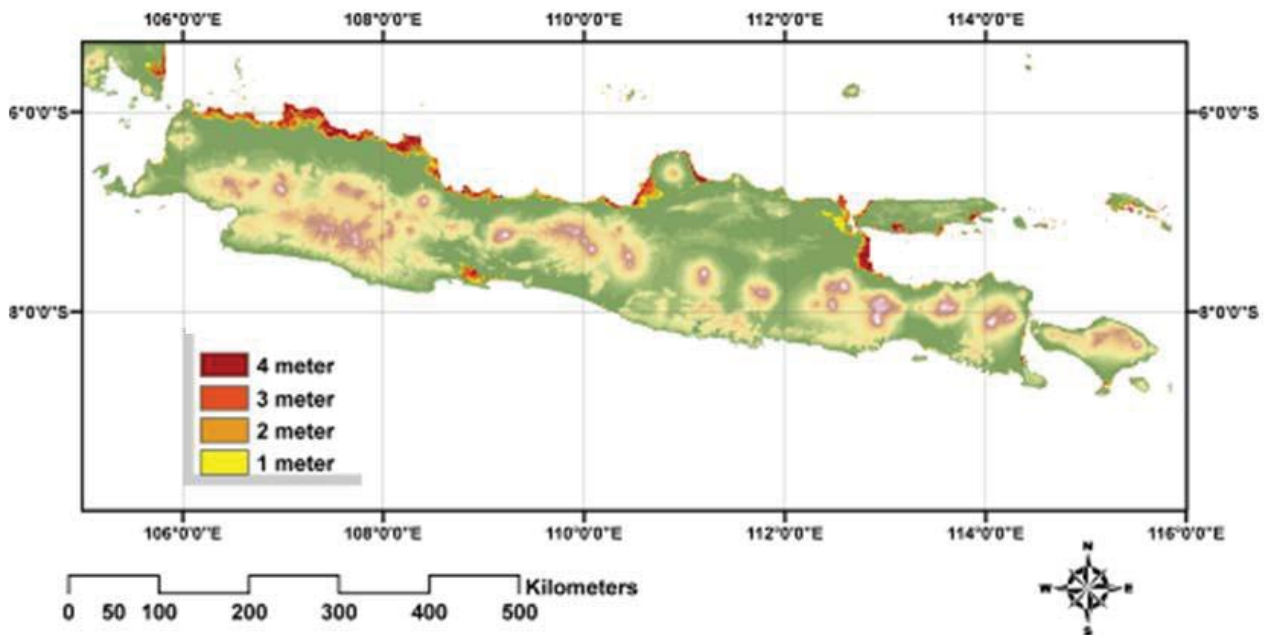 106°0'0"E 108°0'0"E 110°0'0"E 112°0'0"E 114°0'0"E
6°0'0"S 6°0'0"S
8°0'0"S 8°0'0"S
4 meter
3 meter
2 meter
1 meter
106°0'0"E 108°0'0"E 110°0'0"E 112°0'0"E 114°0'0"E 116°0'0"E
Kilometers
0 50 100 200 300 400 500
N
W E
S